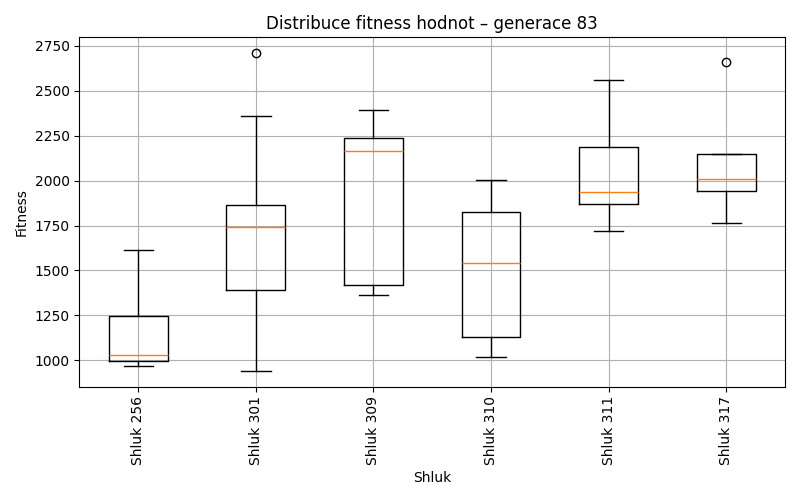 Distribuce fitness hodnot – generace 83
2750
2500
2250
2000
1750
1500
1250
1000
Fitness
Shluk 256
Shluk 301
Shluk 309
Shluk 310
Shluk 311
Shluk 317
Shluk